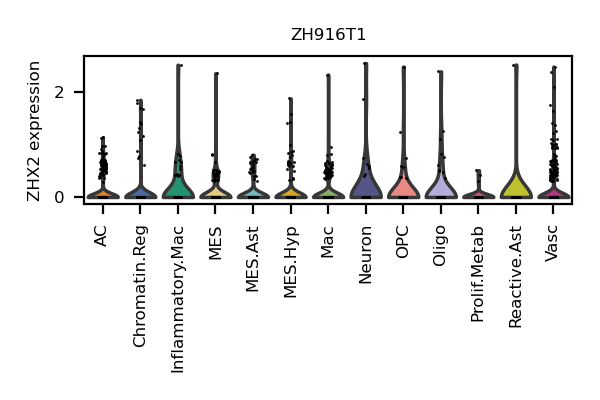 ZH916T1
ZHX2 expression
2
0
AC
Chromatin.Reg
Inflammatory.Mac
MES
MES.Ast
MES.Hyp
Mac
Neuron
OPC
Oligo
Prolif.Metab
Reactive.Ast
Vasc